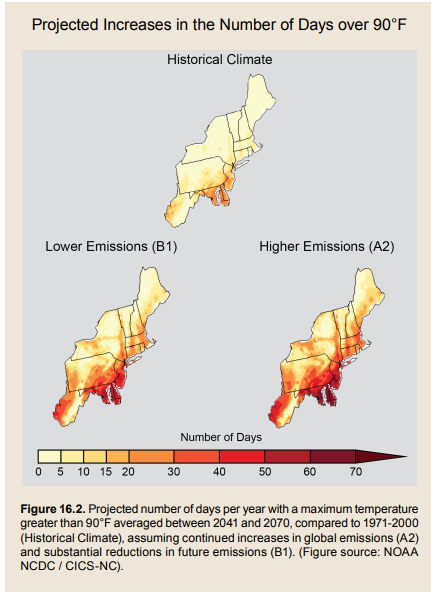 Projected Increases in the Number of Days over 90°F
Historical Climate
Lower Emissions (B1)
Higher Emissions (A2)
Number of Days
0 5 10 15 20 30 40 50 60 70
Figure 16.2. Projected number of days per year with a maximum temperature
greater than 90°F averaged between 2041 and 2070, compared to 1971-2000
(Historical Climate), assuming continued increases in global emissions (A2)
and substantial reductions in future emissions (B1). (Figure source: NOAA
NCDC / CICS-NC).